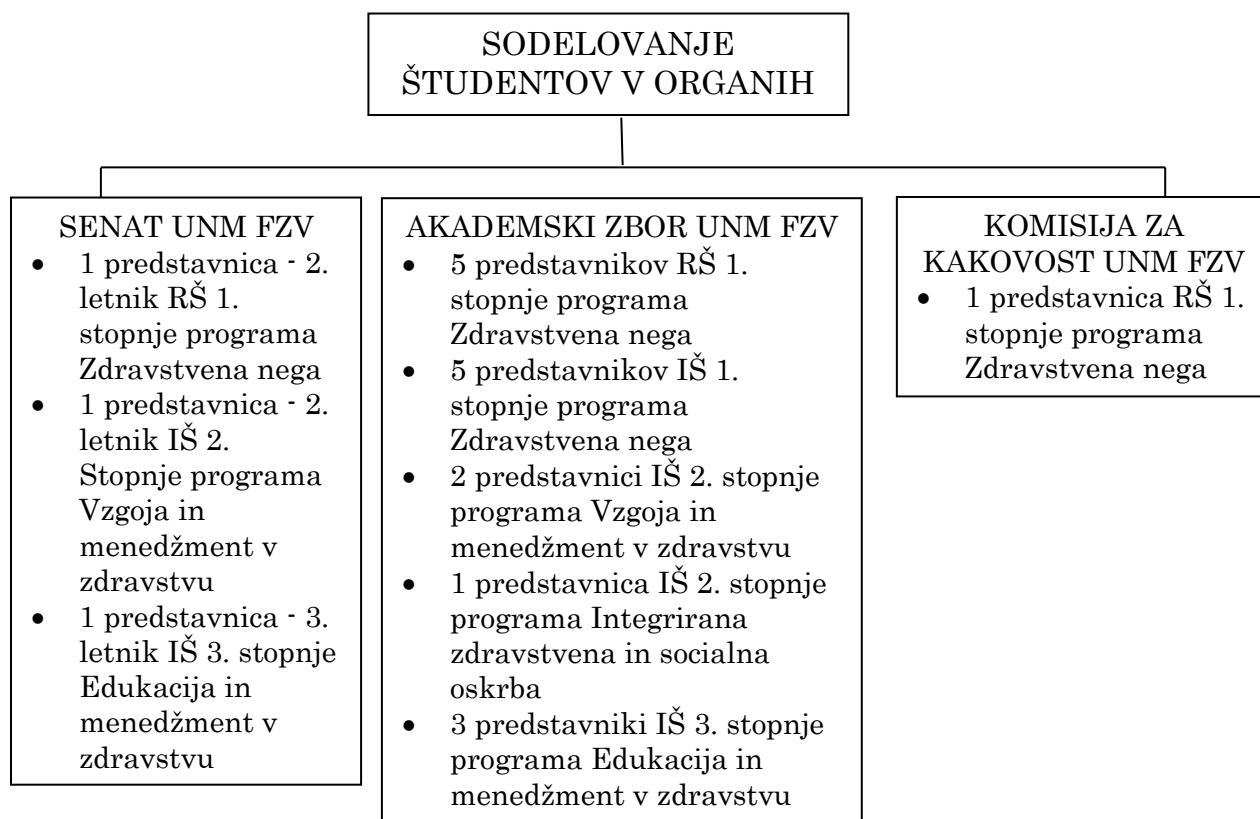 SODELOVANJE
ŠTUDENTOV V ORGANIH
SENAT UNM FZV
• 1 predstavnica - 2.
letnik RŠ 1.
stopnje programa
Zdravstvena nega
• 1 predstavnica - 2.
letnik IŠ 2.
Stopnje programa
Vzgoja in
menedžment v
zdravstvu
• 1 predstavnica - 3.
letnik IŠ 3. stopnje
Edukacija in
menedžment v
zdravstvu
AKADEMSKI ZBOR UNM FZV
• 5 predstavnikov RŠ 1.
stopnje programa
Zdravstvena nega
• 5 predstavnikov IŠ 1.
stopnje programa
Zdravstvena nega
• 2 predstavnici IŠ 2. stopnje
programa Vzgoja in
menedžment v zdravstvu
• 1 predstavnica IŠ 2. stopnje
programa Integrirana
zdravstvena in socialna
oskrba
• 3 predstavniki IŠ 3. stopnje
programa Edukacija in
menedžment v zdravstvu
KOMISIJA ZA
KAKOVOST UNM FZV
• 1 predstavnica RŠ 1.
stopnje programa
Zdravstvena nega